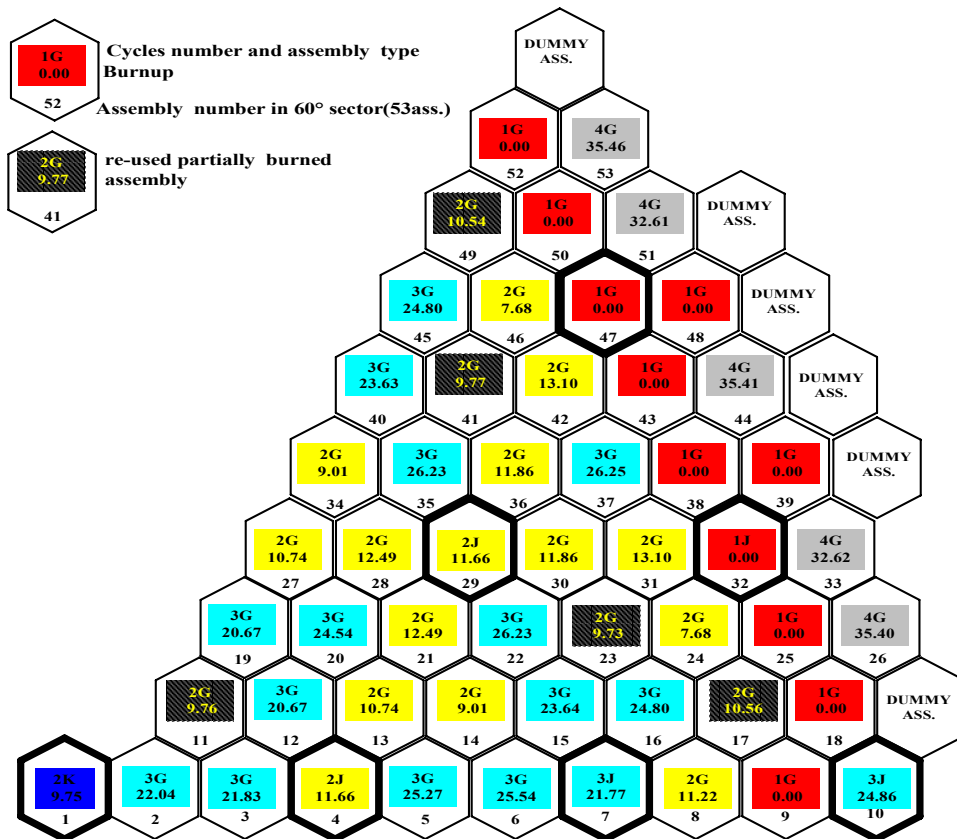 DUMMY
ASS.
1G
0.00
52
Cycles number and assembly type
Burnup
Assembly number in 60° sector(53ass.)
2G
9.77
41
re-used partially burned
assembly
1G
0.00
52
4G
35.46
53
2G
10.54
49
1G
0.00
50
4G
32.61
51
DUMMY
ASS.
3G
24.80
45
2G
7.68
46
1G
0.00
47
1G
0.00
48
DUMMY
ASS.
3G
23.63
40
2G
9.77
41
2G
13.10
42
1G
0.00
43
4G
35.41
44
DUMMY
ASS.
2G
9.01
34
3G
26.23
35
2G
11.86
36
3G
26.25
37
1G
0.00
38
1G
0.00
39
DUMMY
ASS.
2G
10.74
27
2G
12.49
28
2J
11.66
29
2G
11.86
30
2G
13.10
31
1J
0.00
32
4G
32.62
33
3G
20.67
19
3G
24.54
20
2G
12.49
21
3G
26.23
22
2G
9.73
23
2G
7.68
24
1G
0.00
25
4G
35.40
26
2G
9.76
11
3G
20.67
12
2G
10.74
13
2G
9.01
14
3G
23.64
15
3G
24.80
16
2G
10.56
17
1G
0.00
18
DUMMY
ASS.
2K
9.75
1
3G
22.04
2
3G
21.83
3
2J
11.66
4
3G
25.27
5
3G
25.54
6
3J
21.77
7
2G
11.22
8
1G
0.00
9
3J
24.86
10